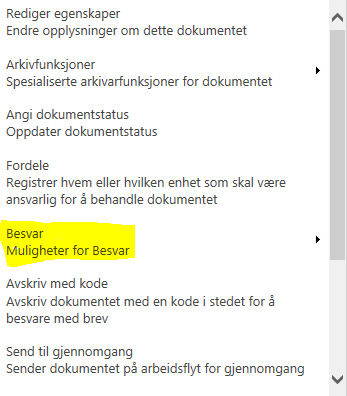 Rediger egenskaper
Endre opplysninger om dette dokumentet
Arkivfunksjoner
Spesialiserte arkivarfunksjoner for dokumentet
Angi dokumentstatus
Oppdater dokumentstatus
Fordele
Registrer hvem eller hvilken enhet som skal være
ansvarlig for å behandle dokumentet
Besvar
Muligheter for Besvar
Avskriv med kode
Avskriv dokumentet med en kode i stedet for å
besvare med brev
Send til gjennomgang
Sender dokumentet på arbeidsflyt for gjennomgang